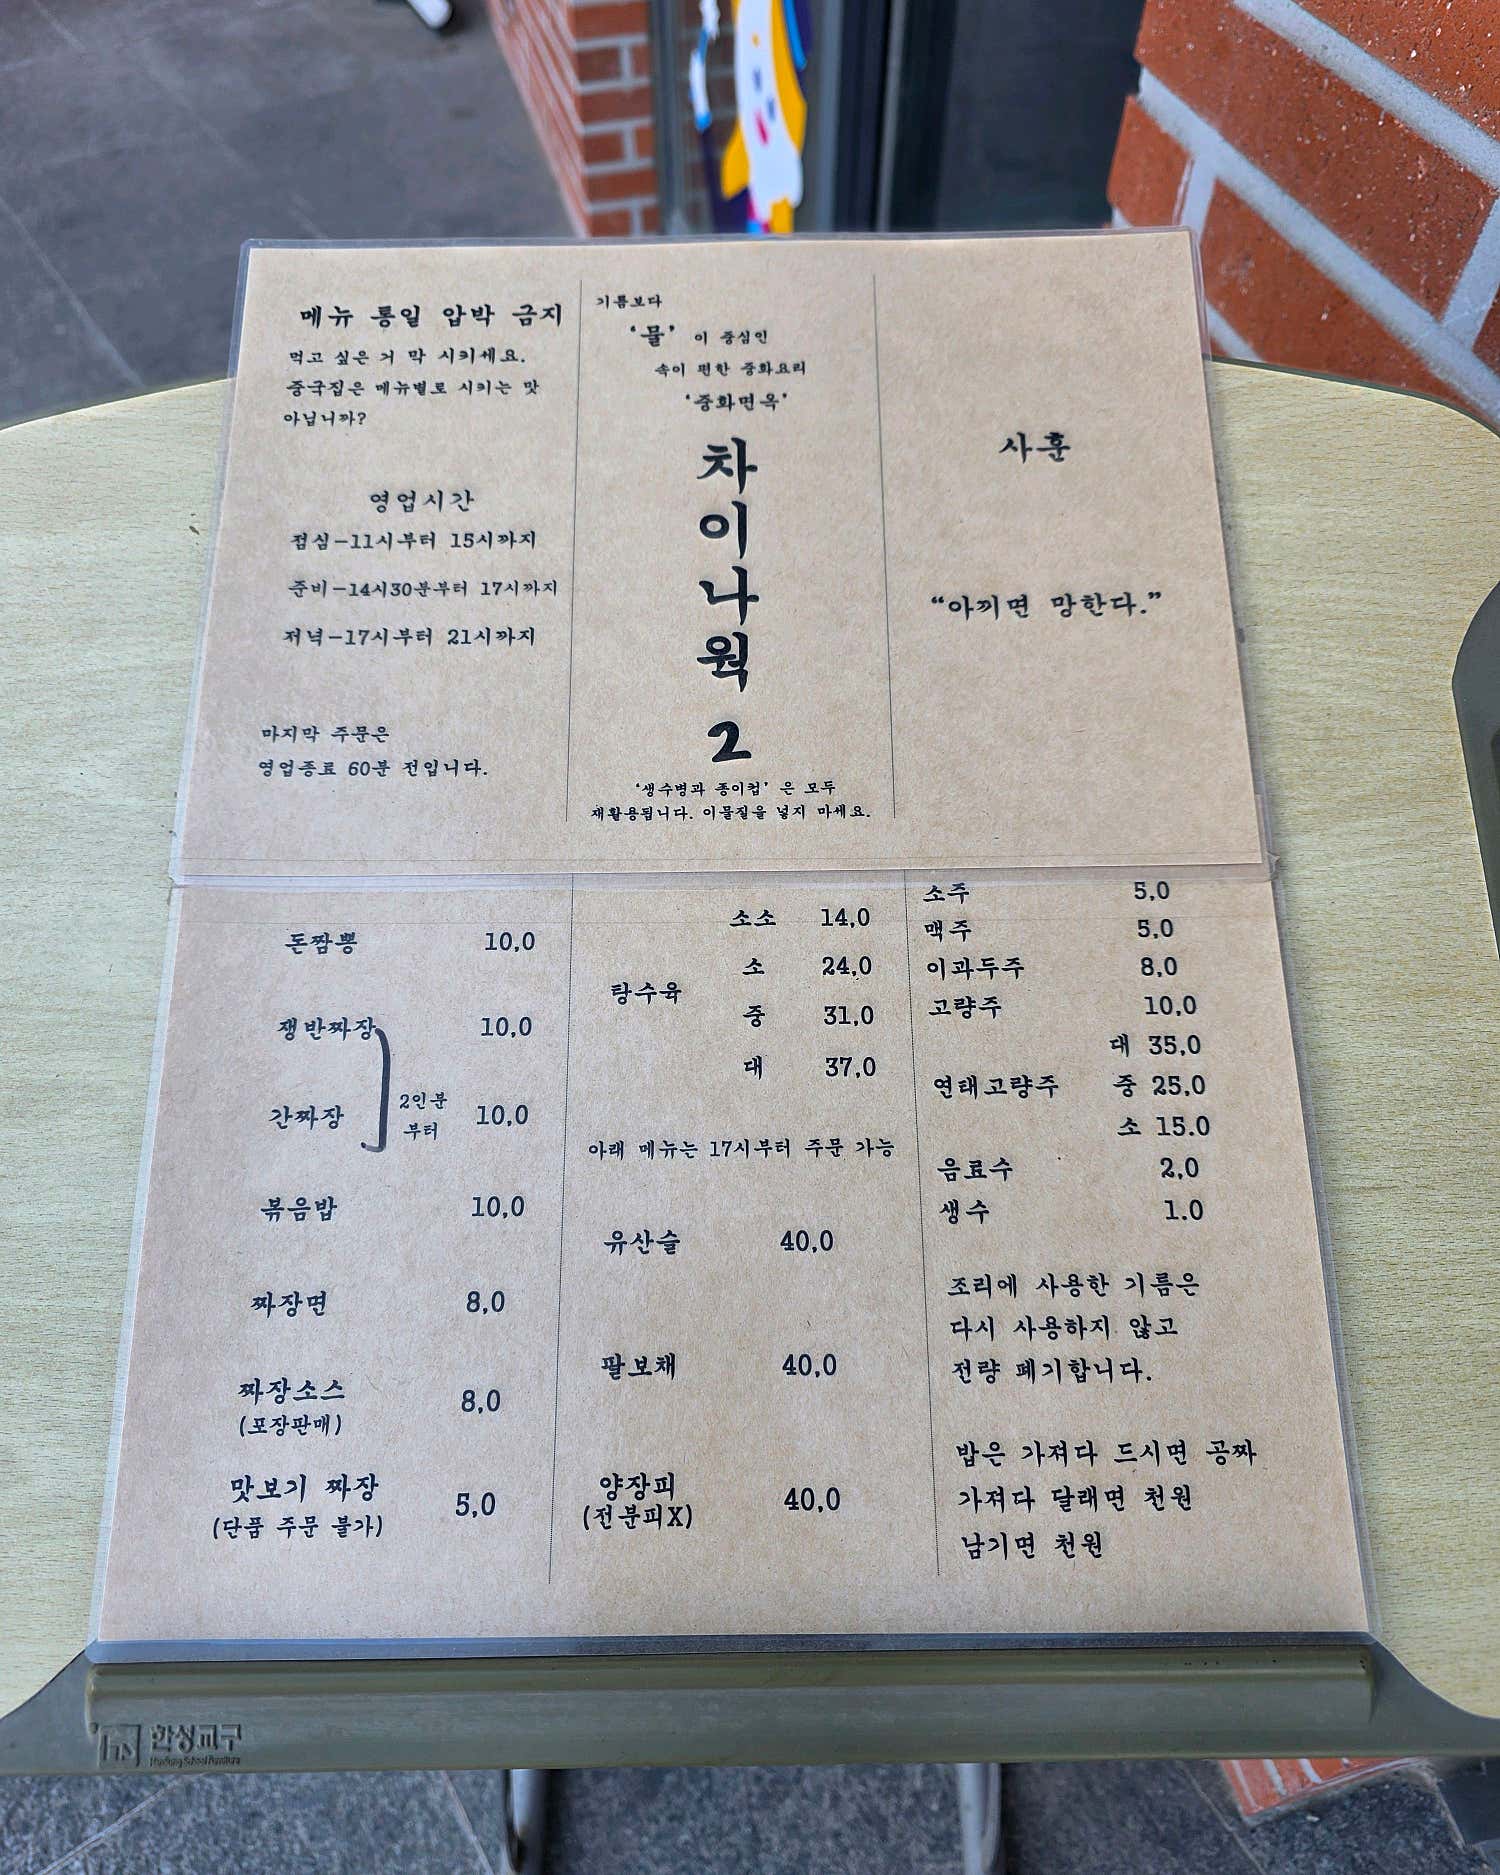 메뉴 통일 압박 금지
먹고 싶은 거 막 시키세요.
중국집은 메뉴별로 시키는 맛
아닙니까?
영업시간
점심-11시부터 15시까지
준비-14시30분부터 17시까지
저녁-17시부터 21시까지
마지막 주문은
영업종료 60분 전입니다.
기름보다
'물' 이 중심인
속이 편한 중화요리
'중화면옥'
차이나웍 2
'생수병과 종이컵' 은 모두
재활용됩니다. 이물질을 넣지 마세요.
사훈
"아끼면 망한다."
돈짬뽕 10,0
쟁반짜장 10,0
2인분
부터
간짜장 10,0
볶음밥 10,0
짜장면 8,0
짜장소스 8,0
(포장판매)
맛보기 짜장 5,0
(단품 주문 불가)
탕수육
소소 14,0
소 24,0
중 31,0
대 37,0
아래 메뉴는 17시부터 주문 가능
유산슬 40,0
팔보채 40,0
양장피 40,0
(전분피X)
소주 5,0
맥주 5.0
이과두주 8,0
고량주 10,0
대 35,0
연태고량주 중 25,0
소 15.0
음료수 2,0
생수 1.0
조리에 사용한 기름은
다시 사용하지 않고
전량 폐기합니다.
밥은 가져다 드시면 공짜
가져다 달래면 천원
남기면 천원
한성교구
Hansung School Furniture